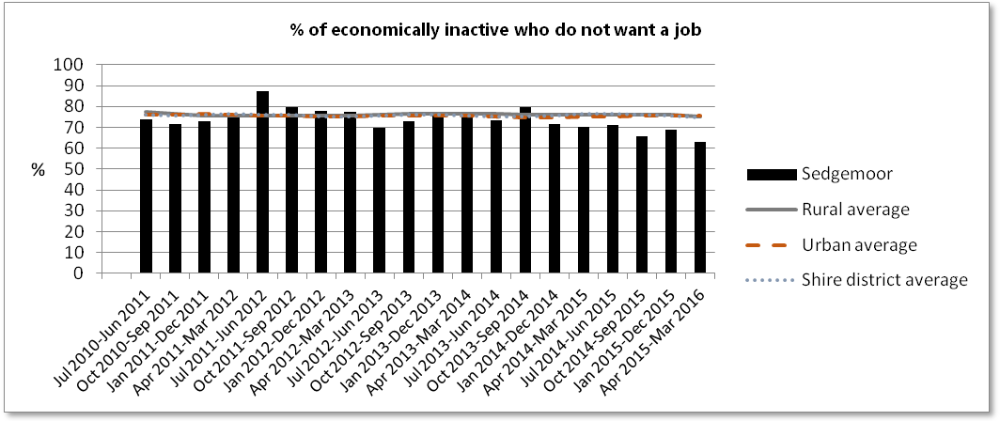 % of economically inactive who do not want a job
100
90
80
70
60
50
40
30
20
10
0
%
Jul 2010-Jun 2011
Oct 2010-Sep 2011
Jan 2011-Dec 2011
Apr 2011-Mar 2012
Jul 2011-Jun 2012
Oct 2011-Sep 2012
Jan 2012-Dec 2012
Apr 2012-Mar 2013
Jul 2012-Jun 2013
Oct 2012-Sep 2013
Jan 2013-Dec 2013
Apr 2013-Mar 2014
Jul 2013-Jun 2014
Oct 2013-Sep 2014
Jan 2014-Dec 2014
Apr 2014-Mar 2015
Jul 2014-Jun 2015
Oct 2014-Sep 2015
Jan 2015-Dec 2015
Apr 2015-Mar 2016
Sedgemoor
Rural average
Urban average
Shire district average